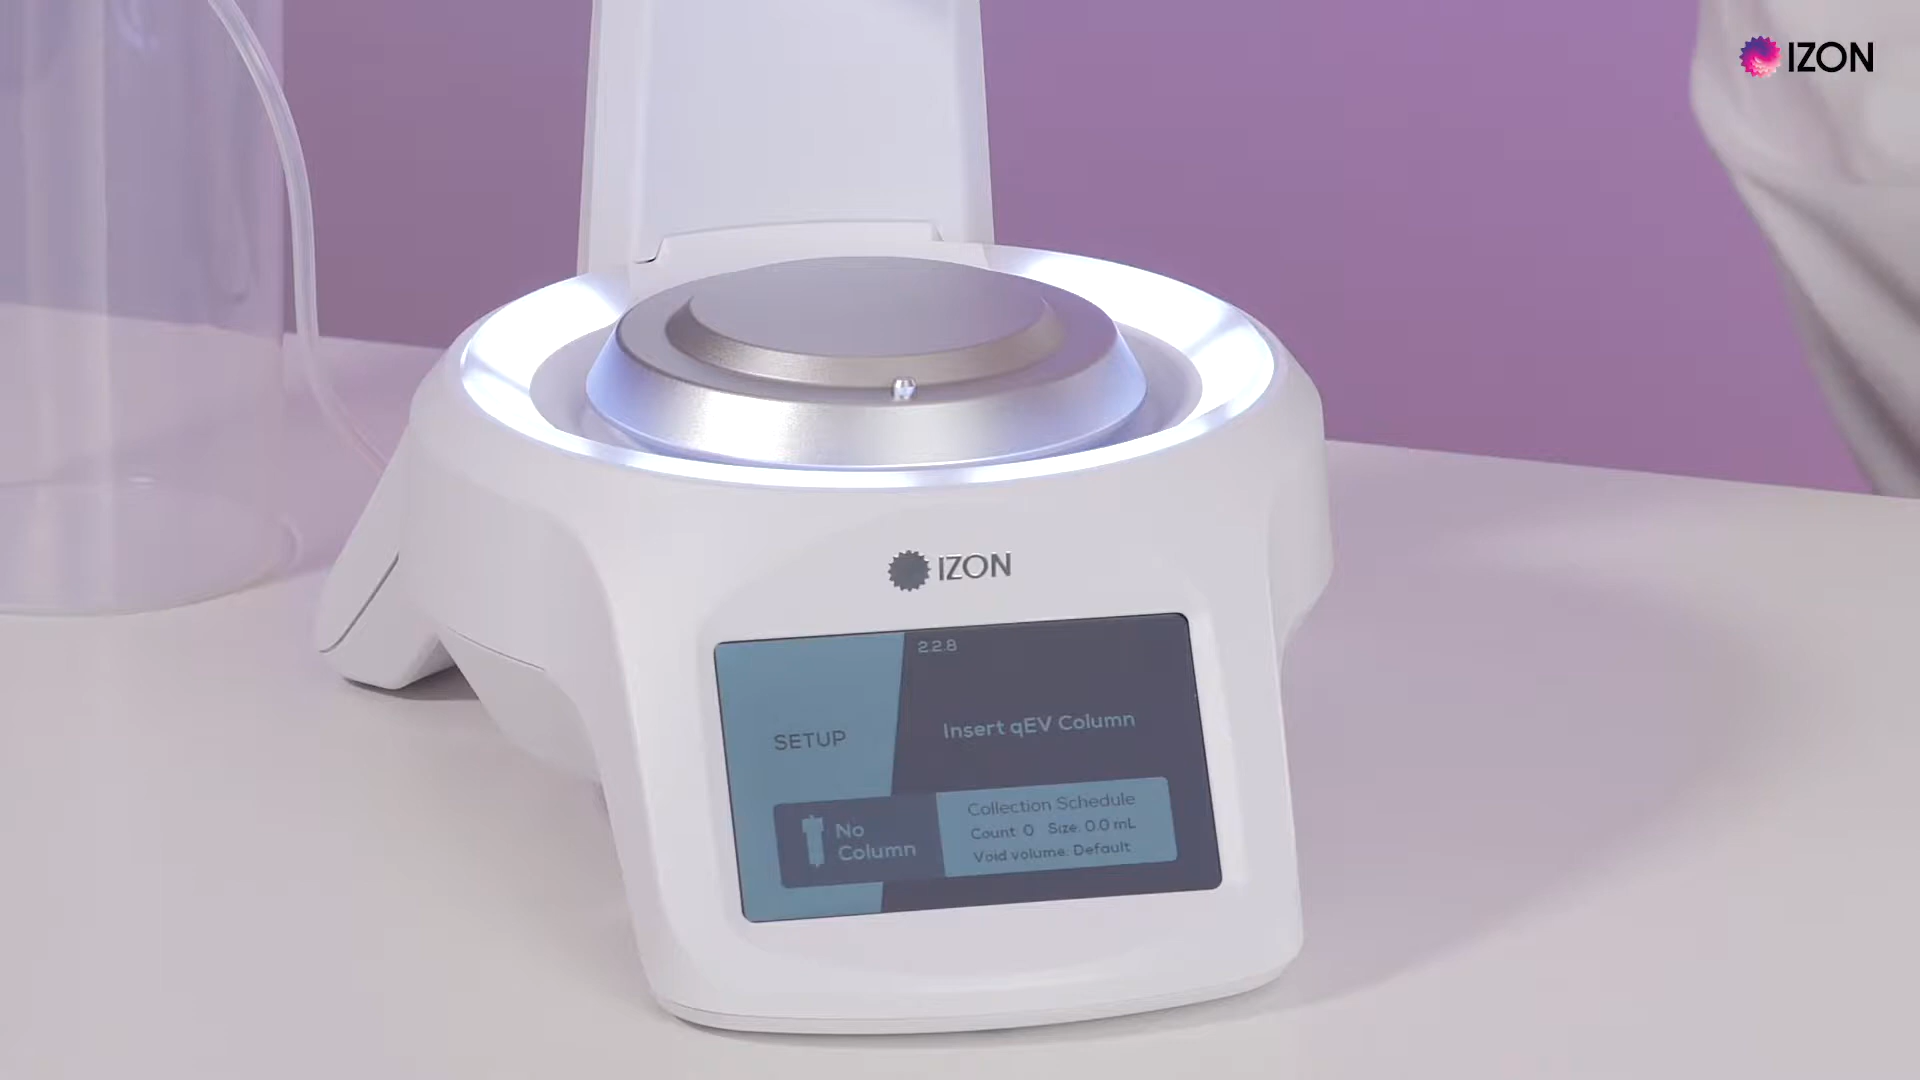 IZON
IZON
2.2.8
SETUP
Insert qEV Column
No
Column
Collection Schedule
Count: 0 Size: 0.0 mL
Void volume: Default